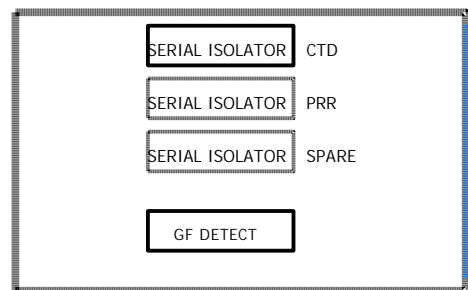 SERIAL ISOLATOR CTD
SERIAL ISOLATOR PRR
SERIAL ISOLATOR SPARE
GF DETECT